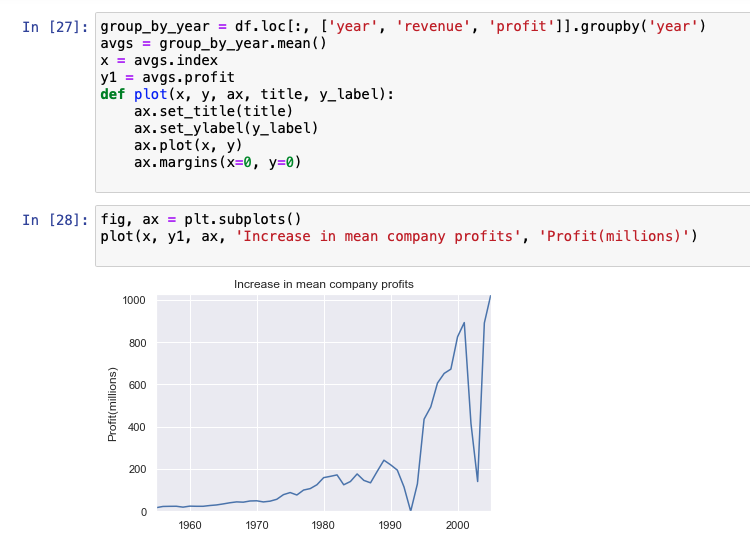 In [27]: group_by_year = df.loc[:, ['year', 'revenue', 'profit']].groupby('year')
avgs = group_by_year.mean()
x = avgs.index
y1 = avgs.profit
def plot(x, y, ax, title, y_label):
    ax.set_title(title)
    ax.set_ylabel(y_label)
    ax.plot(x, y)
    ax.margins(x=0, y=0)
In [28]: fig, ax = plt.subplots()
plot(x, y1, ax, 'Increase in mean company profits', 'Profit(millions)')
Increase in mean company profits
1000
800
600
400
200
0
Profit(millions)
1960 1970 1980 1990 2000